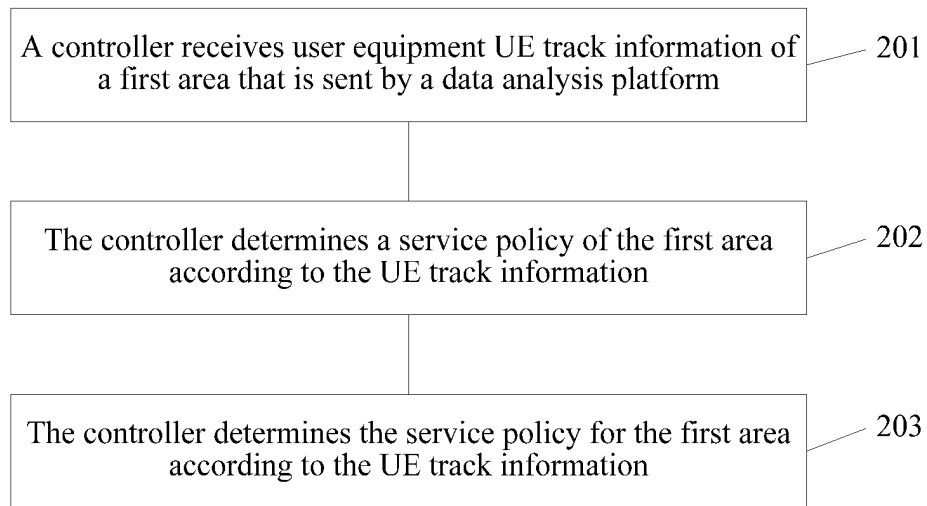 A controller receives user equipment UE track information of
a first area that is sent by a data analysis platform
201
The controller determines a service policy of the first area
according to the UE track information
202
The controller determines the service policy for the first area
according to the UE track information
203